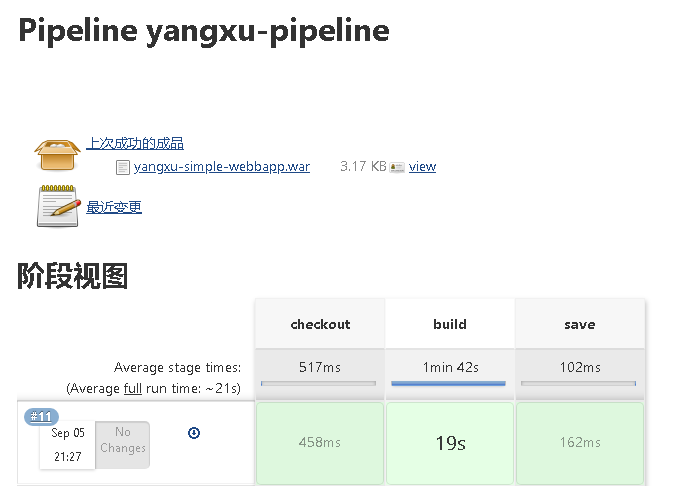 Pipeline yangxu-pipeline
上次成功的成品
yangxu-simple-webbapp.war 3.17 KB view
最近变更
阶段视图
checkout build save
Average stage times: 517ms 1min 42s 102ms
(Average full run time: ~21s)
#11
Sep 05
21:27
No
Changes
458ms 19s 162ms